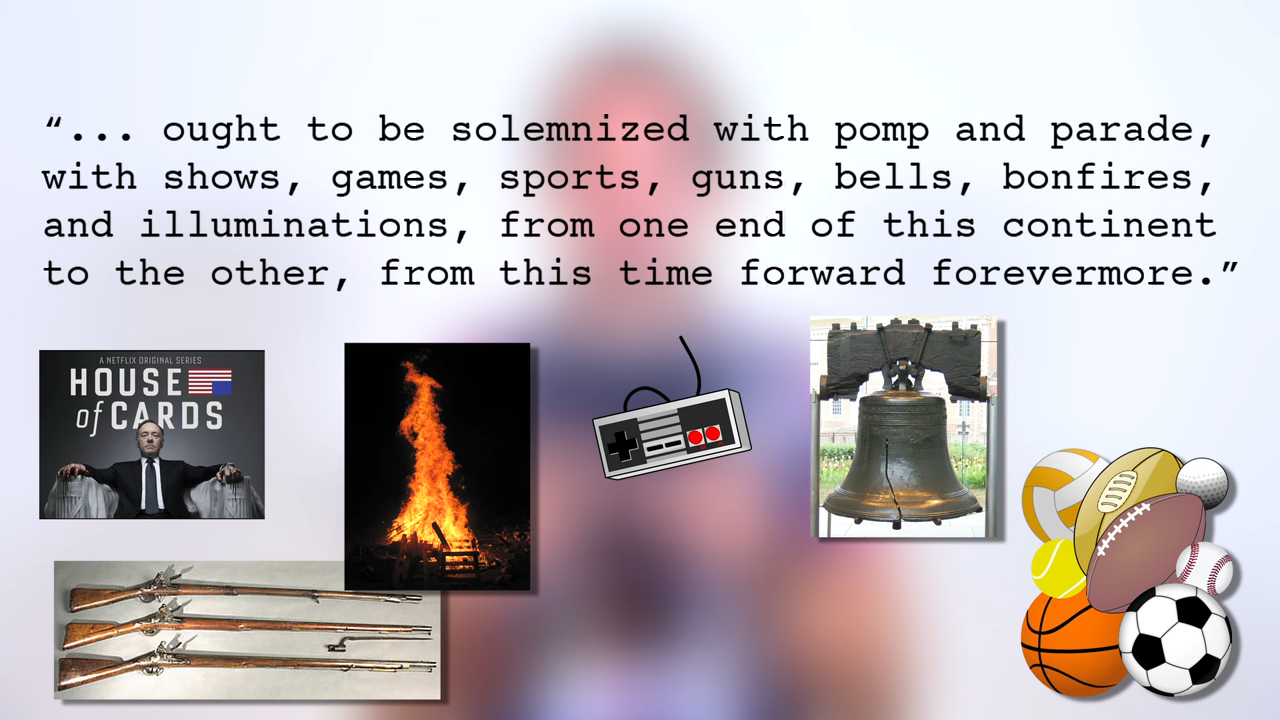 “... ought to be solemnized with pomp and parade,
with shows, games, sports, guns, bells, bonfires,
and illuminations, from one end of this continent
to the other, from this time forward forevermore.”
A NETFLIX ORIGINAL SERIES
HOUSE
of CARDS